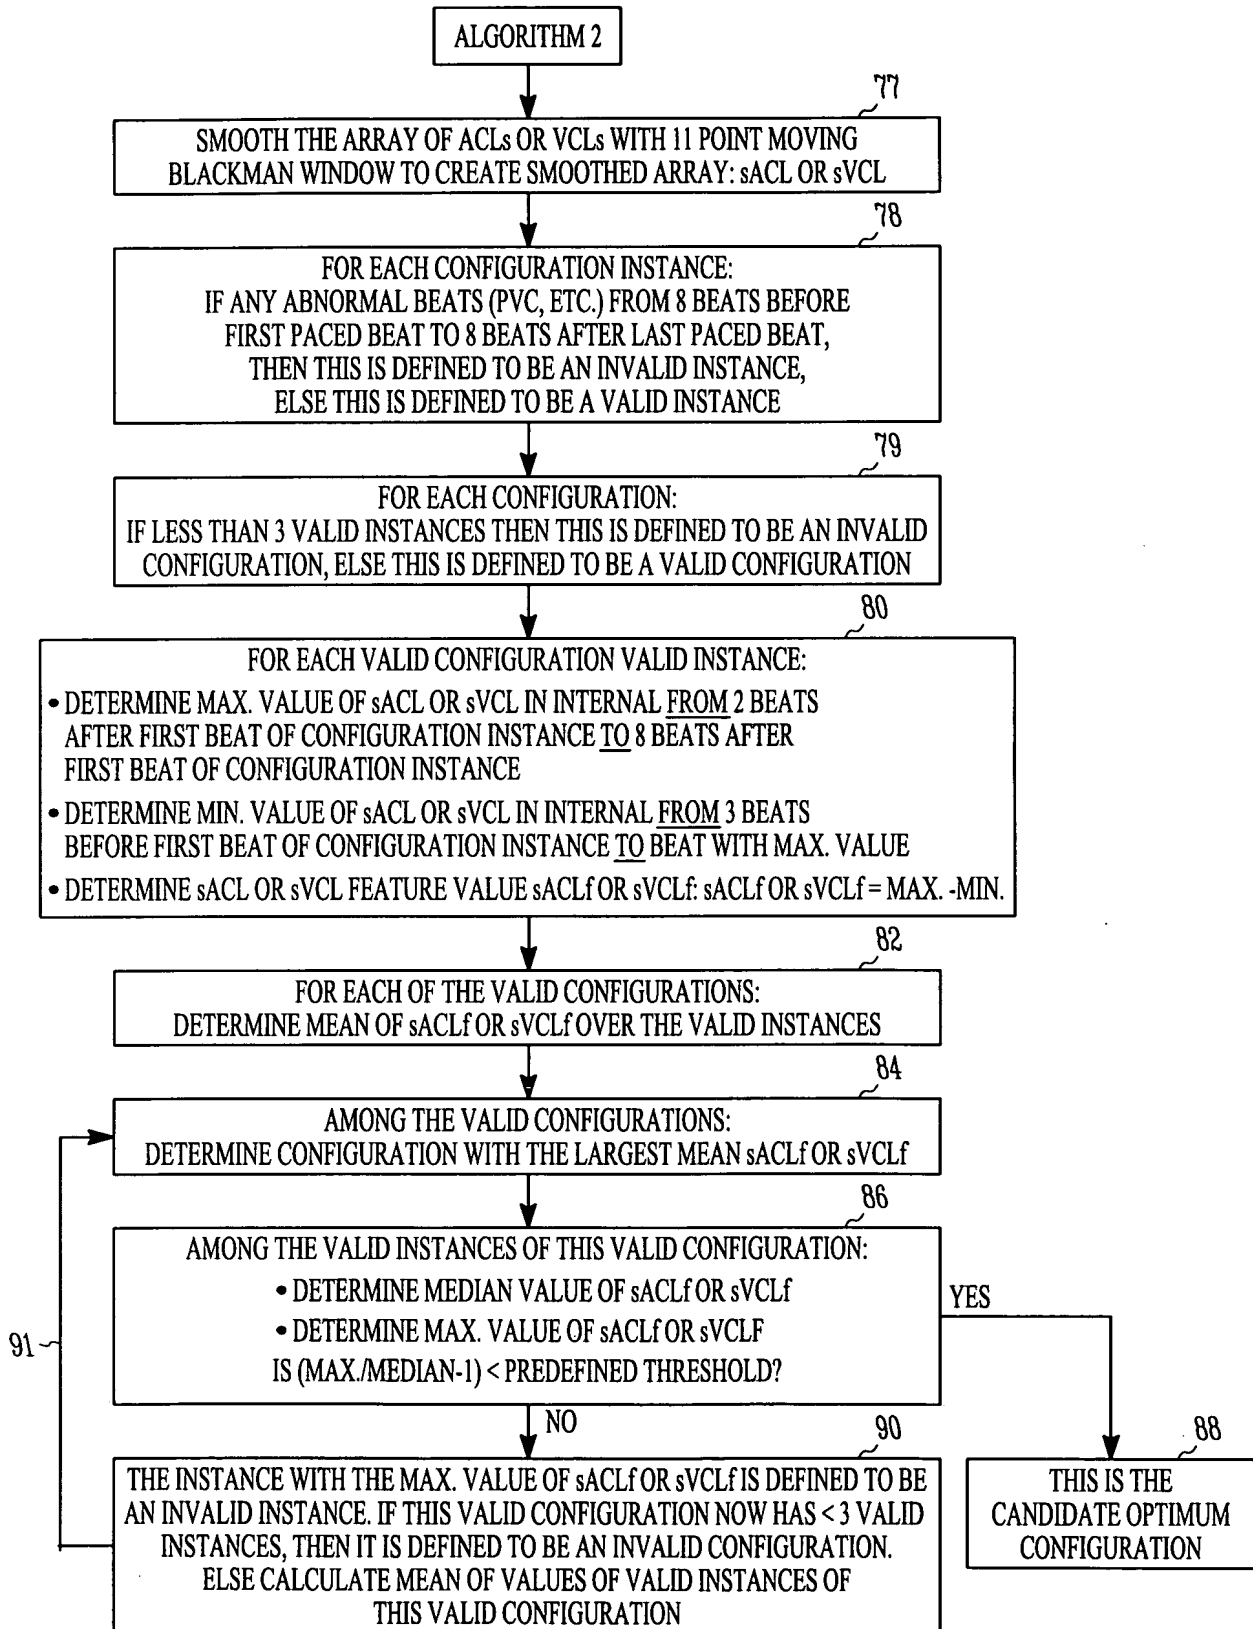 ALGORITHM 2
77
SMOOTH THE ARRAY OF ACLs OR VCLs WITH 11 POINT MOVING
BLACKMAN WINDOW TO CREATE SMOOTHED ARRAY: sACL OR sVCL
78
FOR EACH CONFIGURATION INSTANCE:
IF ANY ABNORMAL BEATS (PVC, ETC.) FROM 8 BEATS BEFORE
FIRST PACED BEAT TO 8 BEATS AFTER LAST PACED BEAT,
THEN THIS IS DEFINED TO BE AN INVALID INSTANCE,
ELSE THIS IS DEFINED TO BE A VALID INSTANCE
79
FOR EACH CONFIGURATION:
IF LESS THAN 3 VALID INSTANCES THEN THIS IS DEFINED TO BE AN INVALID
CONFIGURATION, ELSE THIS IS DEFINED TO BE A VALID CONFIGURATION
80
FOR EACH VALID CONFIGURATION VALID INSTANCE:
• DETERMINE MAX. VALUE OF sACL OR sVCL IN INTERNAL FROM 2 BEATS
AFTER FIRST BEAT OF CONFIGURATION INSTANCE TO 8 BEATS AFTER
FIRST BEAT OF CONFIGURATION INSTANCE
• DETERMINE MIN. VALUE OF sACL OR sVCL IN INTERNAL FROM 3 BEATS
BEFORE FIRST BEAT OF CONFIGURATION INSTANCE TO BEAT WITH MAX. VALUE
• DETERMINE sACL OR sVCL FEATURE VALUE sACLf OR sVCLf: sACLf OR sVCLf = MAX. -MIN.
82
FOR EACH OF THE VALID CONFIGURATIONS:
DETERMINE MEAN OF sACLf OR sVCLf OVER THE VALID INSTANCES
84
AMONG THE VALID CONFIGURATIONS:
DETERMINE CONFIGURATION WITH THE LARGEST MEAN sACLf OR sVCLf
86
AMONG THE VALID INSTANCES OF THIS VALID CONFIGURATION:
• DETERMINE MEDIAN VALUE OF sACLf OR sVCLf
• DETERMINE MAX. VALUE OF sACLf OR sVCLF
IS (MAX./MEDIAN-1) < PREDEFINED THRESHOLD?
YES
91
NO
90
THE INSTANCE WITH THE MAX. VALUE OF sACLf OR sVCLf IS DEFINED TO BE
AN INVALID INSTANCE. IF THIS VALID CONFIGURATION NOW HAS < 3 VALID
INSTANCES, THEN IT IS DEFINED TO BE AN INVALID CONFIGURATION.
ELSE CALCULATE MEAN OF VALUES OF VALID INSTANCES OF
THIS VALID CONFIGURATION
88
THIS IS THE
CANDIDATE OPTIMUM
CONFIGURATION